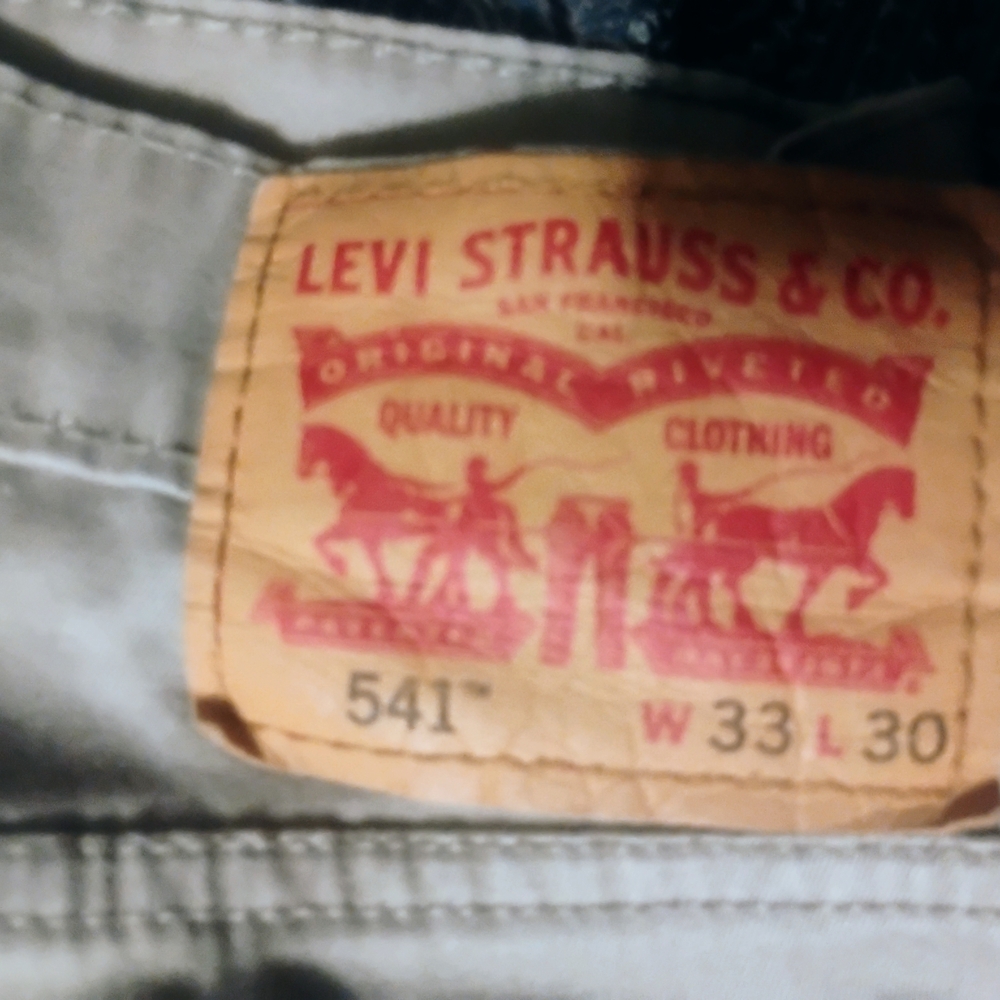 LEVI STRAUSS & CO.
SAN FRANCISCO
CAL
ORIGINAL RIVETED
QUALITY CLOTHING
541™ W 33 L 30